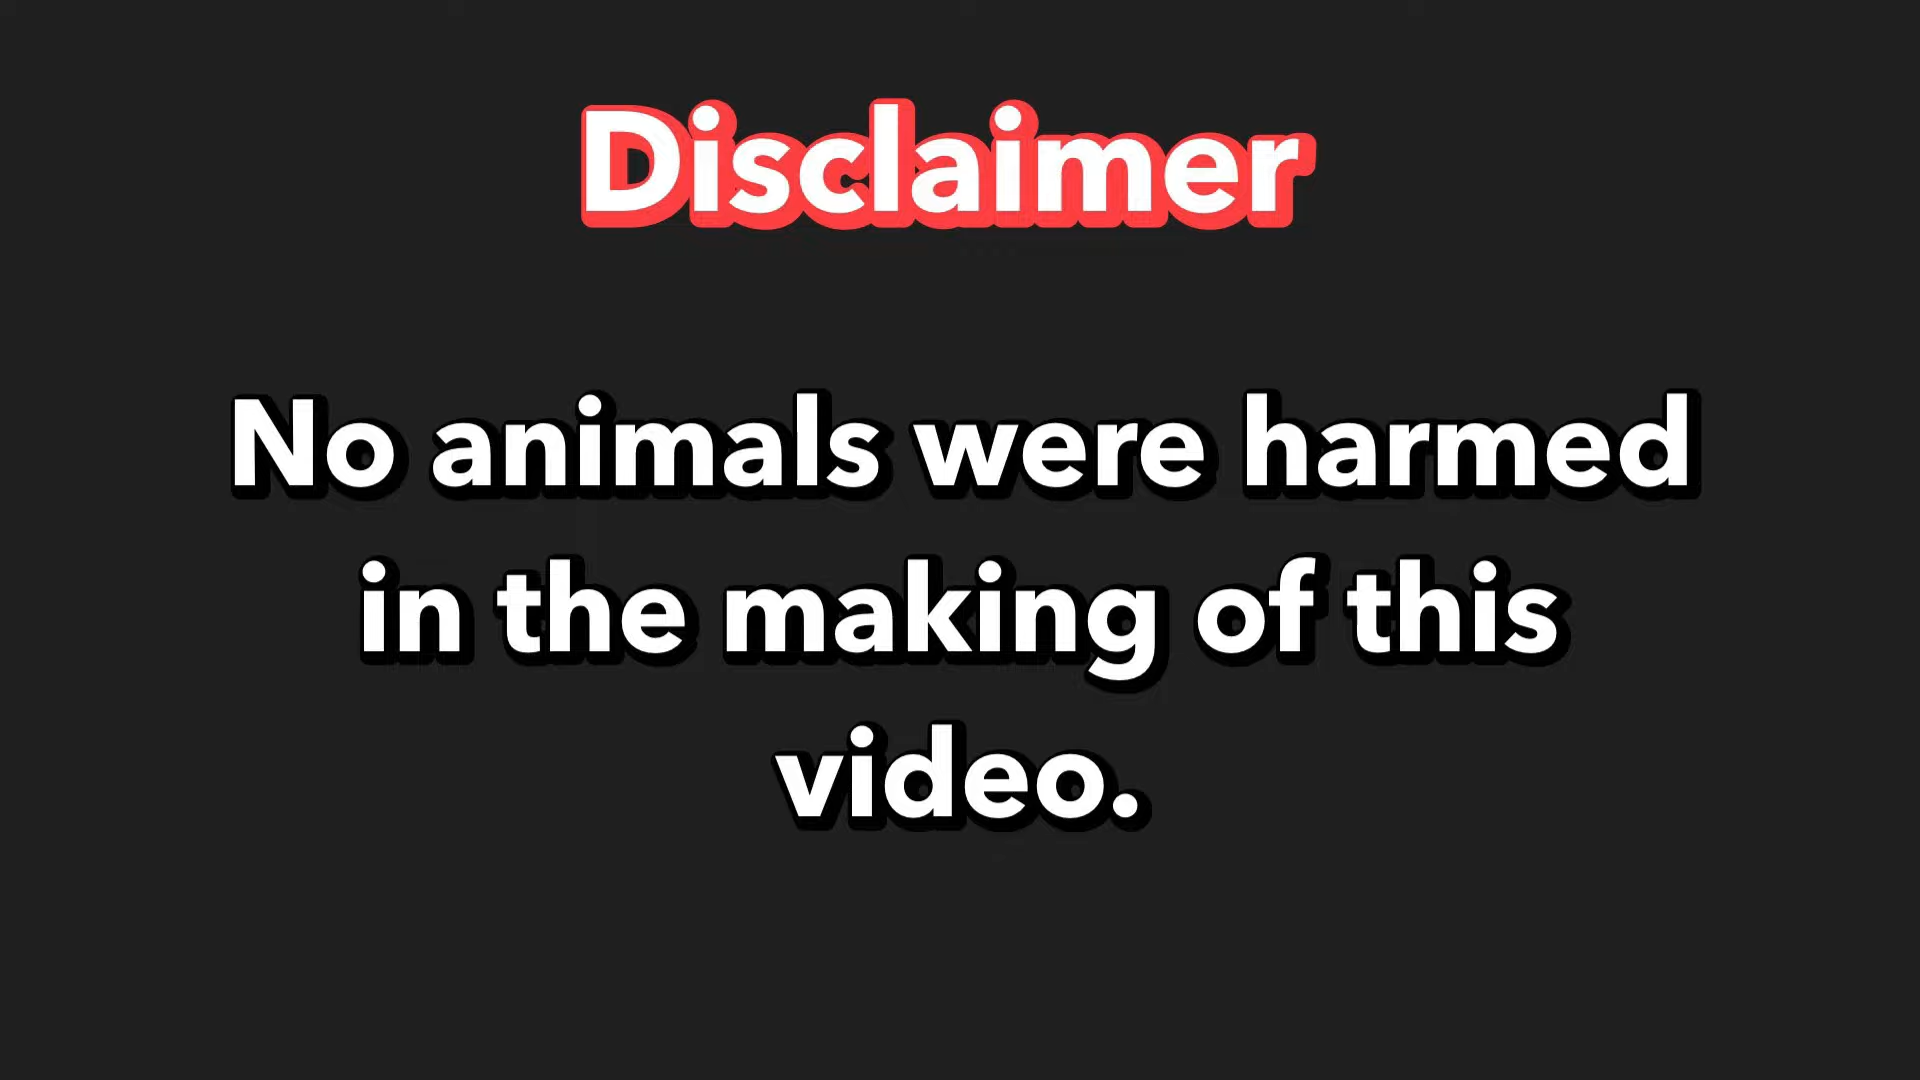 Disclaimer
No animals were harmed
in the making of this
video.